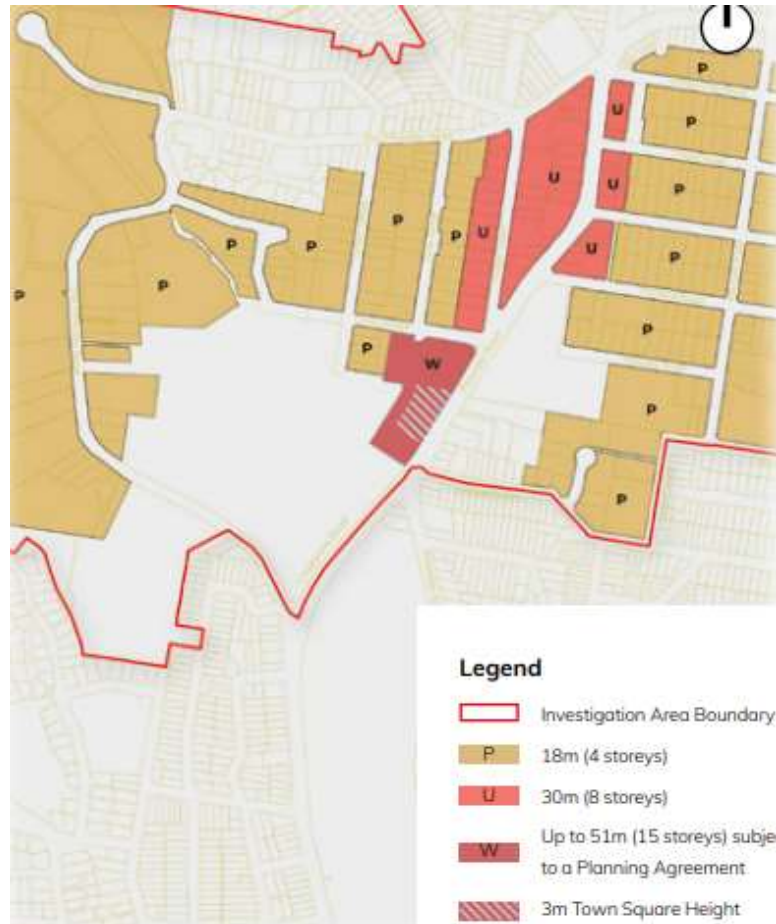 P
P
U
P
U
P
P
U
P
U
P
U
P
P
P
P
P
P
W
P
P
Legend
Investigation Area Boundary
P 18m (4 storeys)
U 30m (8 storeys)
W Up to 51m (15 storeys) subje
to a Planning Agreement
3m Town Square Height